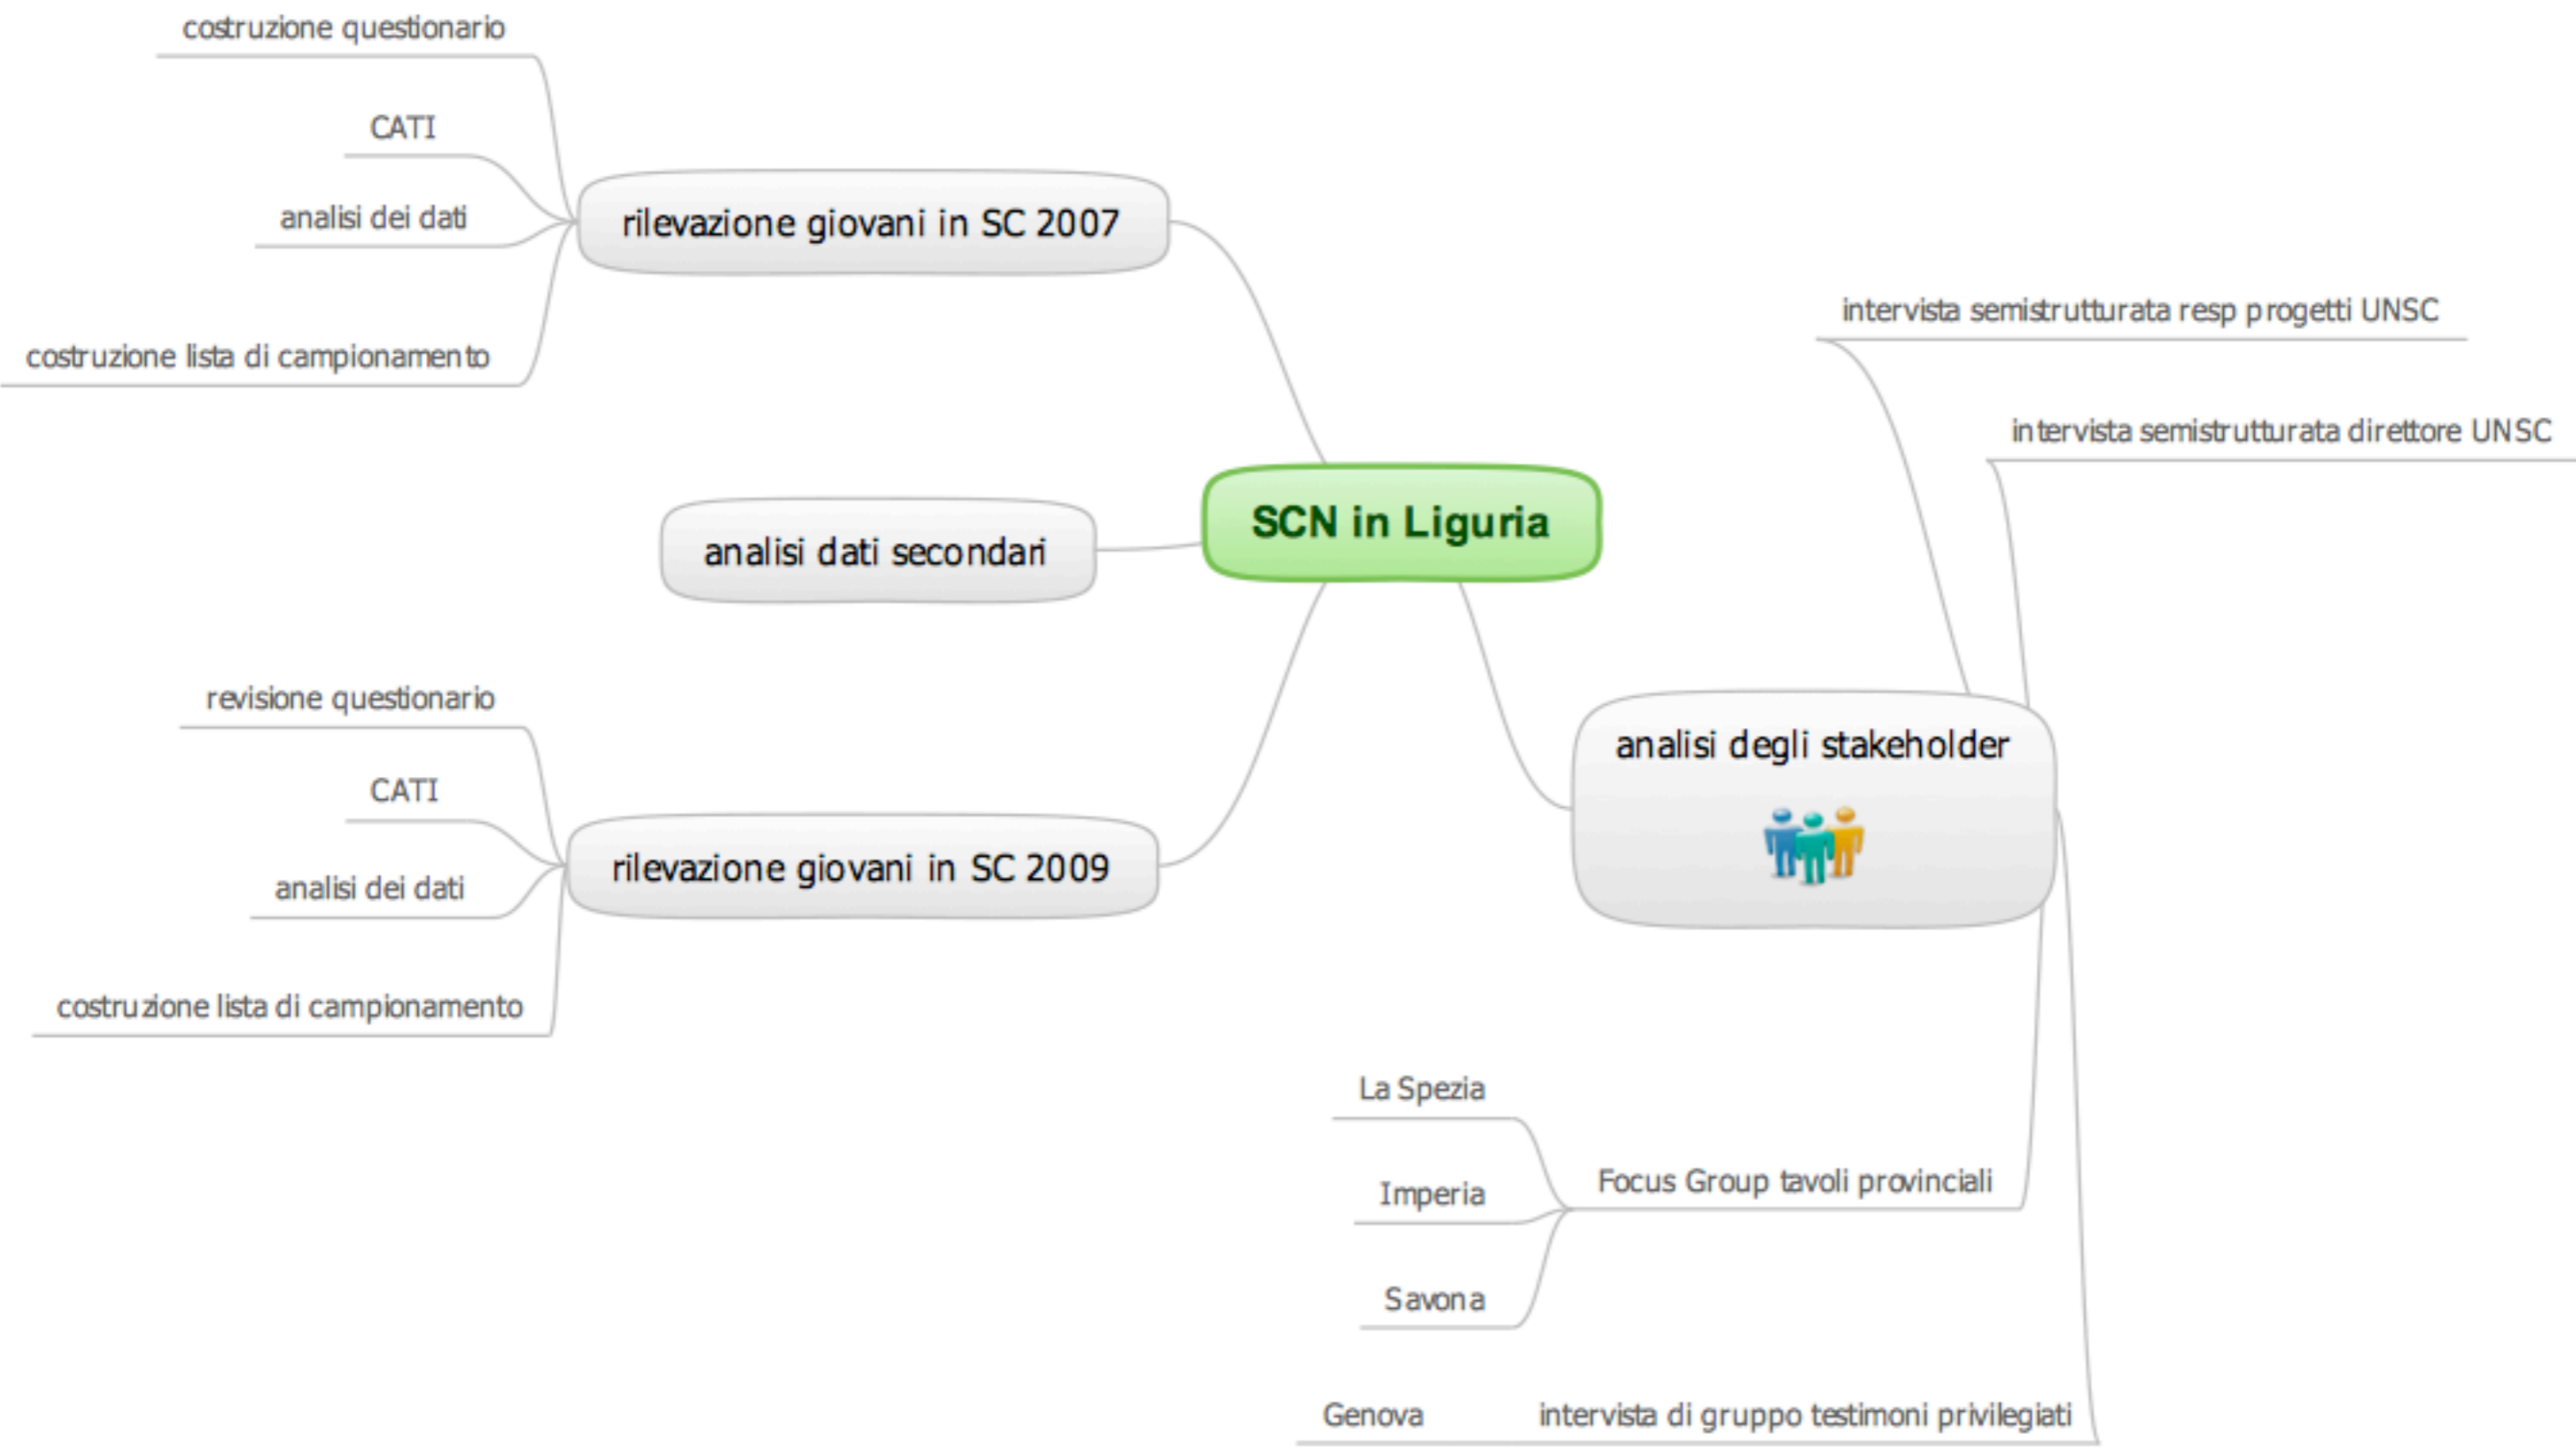 costruzione questionario
CATI
analisi dei dati
costruzione lista di campionamento
rilevazione giovani in SC 2007
analisi dati secondari
SCN in Liguria
revisione questionario
CATI
analisi dei dati
costruzione lista di campionamento
rilevazione giovani in SC 2009
intervista semistrutturata resp progetti UNSC
intervista semistrutturata direttore UNSC
analisi degli stakeholder
La Spezia
Imperia
Savona
Focus Group tavoli provinciali
Genova
intervista di gruppo testimoni privilegiati